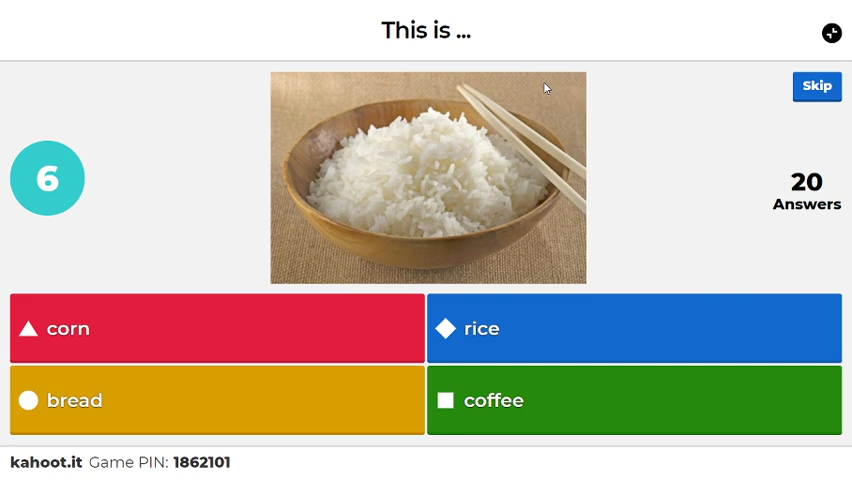 This is ...
Skip
6
20
Answers
corn
rice
bread
coffee
kahoot.it Game PIN: 1862101